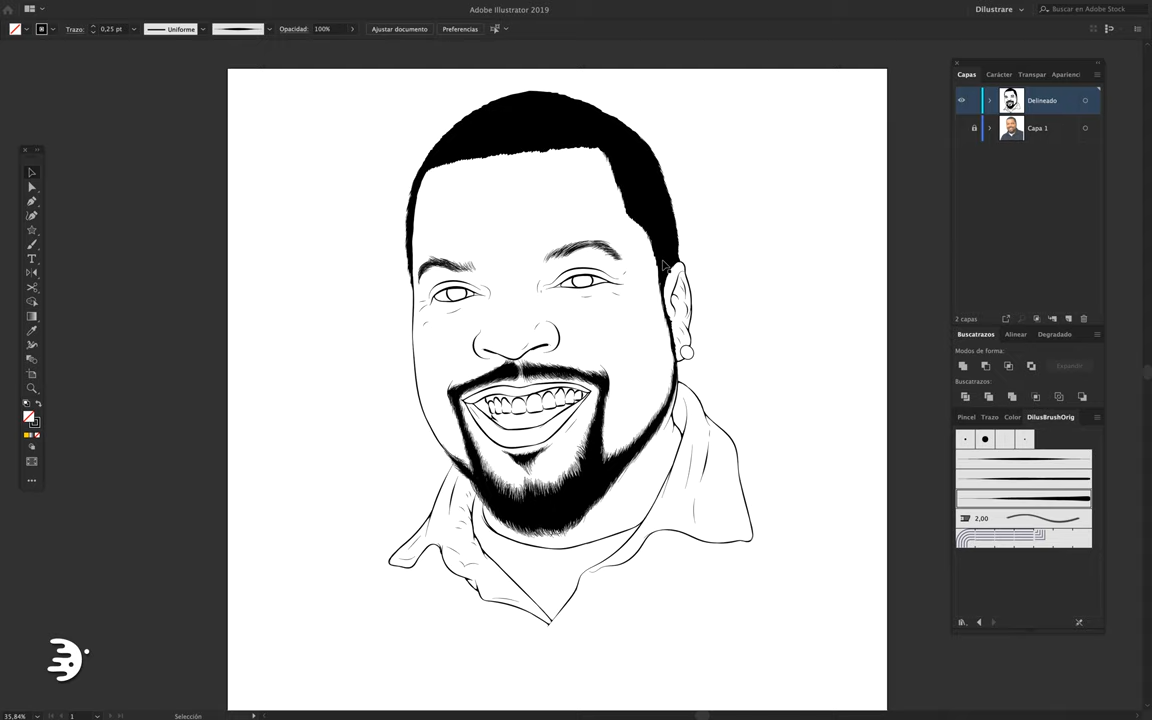 Adobe Illustrator 2019
Dilustrare
Buscar en Adobe Stock
Trazo:
0,25 pt
Uniforme
Opacidad:
100%
Ajustar documento
Preferencias
Capas
Carácter
Transpar
Aparienc
Delineado
Capa 1
2 capas
Buscatrazos
Alinear
Degradado
Modos de forma:
Expandir
Buscatrazos:
Pincel
Trazo
Color
DilusBrushOrig
2,00
35,84%
1
Selección